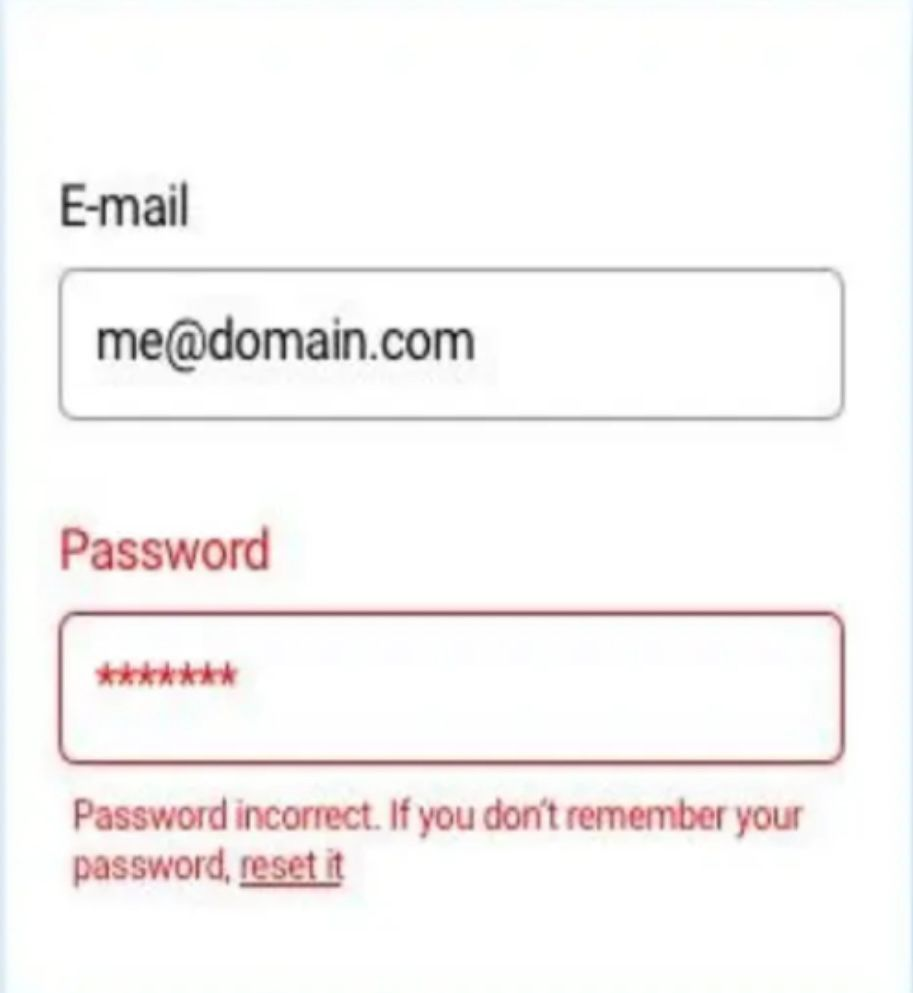 E-mail
me@domain.com
Password
*******
Password incorrect. If you don't remember your
password, reset it